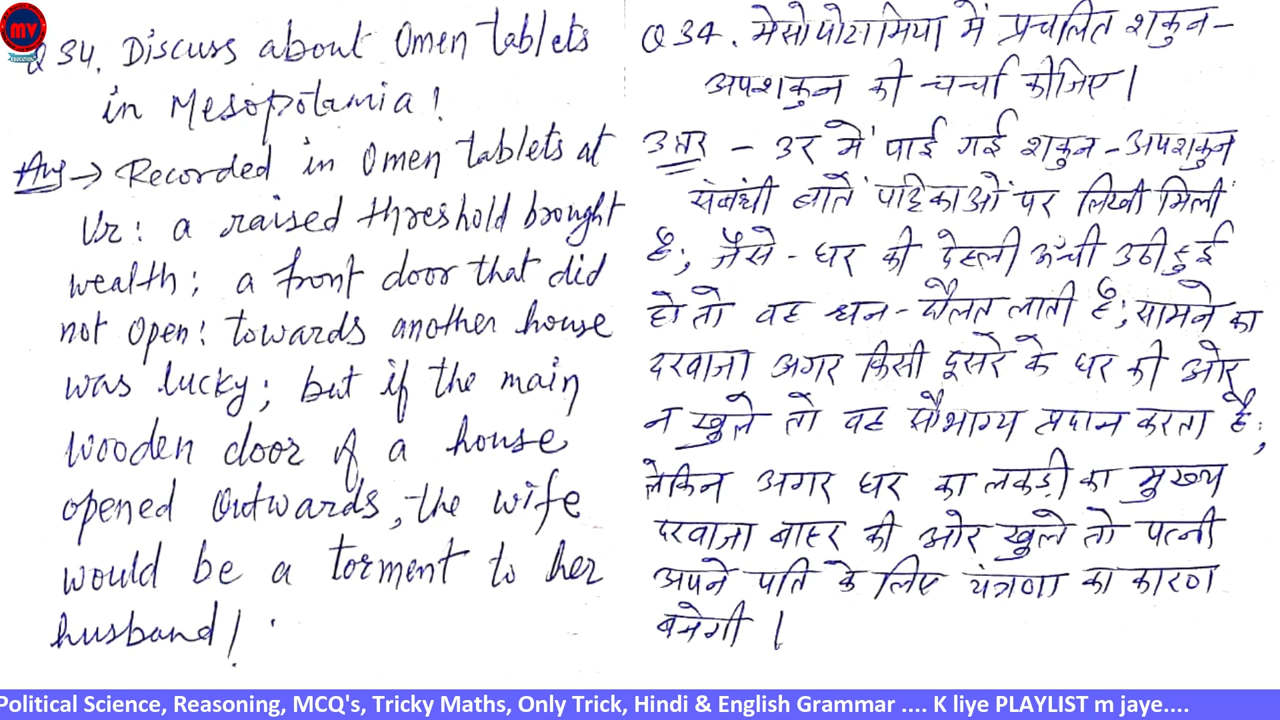 mv
EDUCATION
Q 34. Discuss about Omen tablets
in Mesopotamia!
Ans → Recorded in Omen tablets at
Ur: a raised threshold brought
wealth; a front door that did
not open: towards another house
was lucky; but if the main
wooden door of a house
opened outwards, the wife
would be a torment to her
husband!
Q 34. मेसोपोटामिया में प्रचलित शकुन-
अपशकुन की चर्चा कीजिए।
उत्तर - उर में पाई गई शकुन-अपशकुन
संबंधी बातें पट्टिकाओं पर लिखी मिली
है; जैसे - घर की देहली ऊँची उठी हुई
हो तो वह धन-दौलत लाती है; सामने का
दरवाजा अगर किसी दूसरे के घर की ओर
न खुले तो वह सौभाग्य प्रदान करता है;
लेकिन अगर घर का लकड़ी का मुख्य
दरवाजा बाहर की ओर खुले तो पत्नी
अपने पति के लिए यंत्रणा का कारण
बनेगी।
Political Science, Reasoning, MCQ's, Tricky Maths, Only Trick, Hindi & English Grammar .... K liye PLAYLIST m jaye....